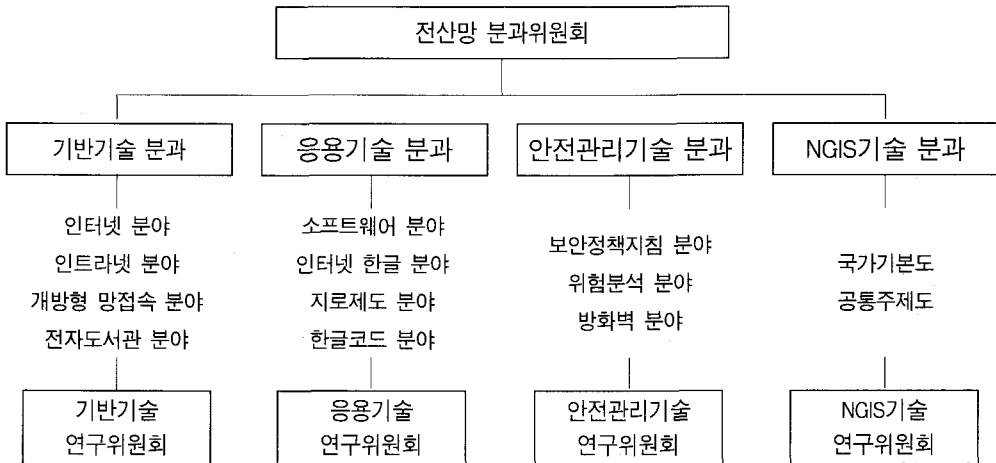 전산망 분과위원회
기반기술 분과
인터넷 분야
인트라넷 분야
개방형 망접속 분야
전자도서관 분야
기반기술
연구위원회
응용기술 분과
소프트웨어 분야
인터넷 한글 분야
지로제도 분야
한글코드 분야
응용기술
연구위원회
안전관리기술 분과
보안정책지침 분야
위험분석 분야
방화벽 분야
안전관리기술
연구위원회
NGIS기술 분과
국가기본도
공통주제도
NGIS기술
연구위원회